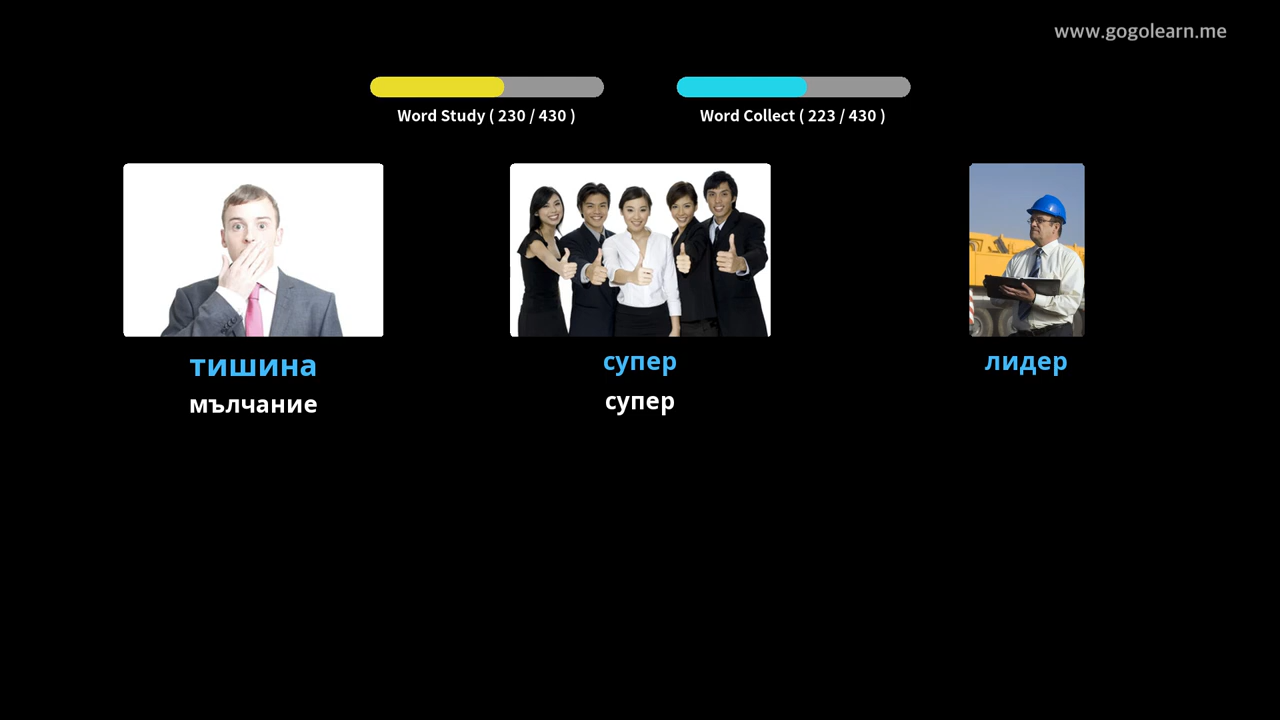 www.gogolearn.me
Word Study ( 230 / 430 )
Word Collect ( 223 / 430 )
тишина
супер
лидер
мълчание
супер